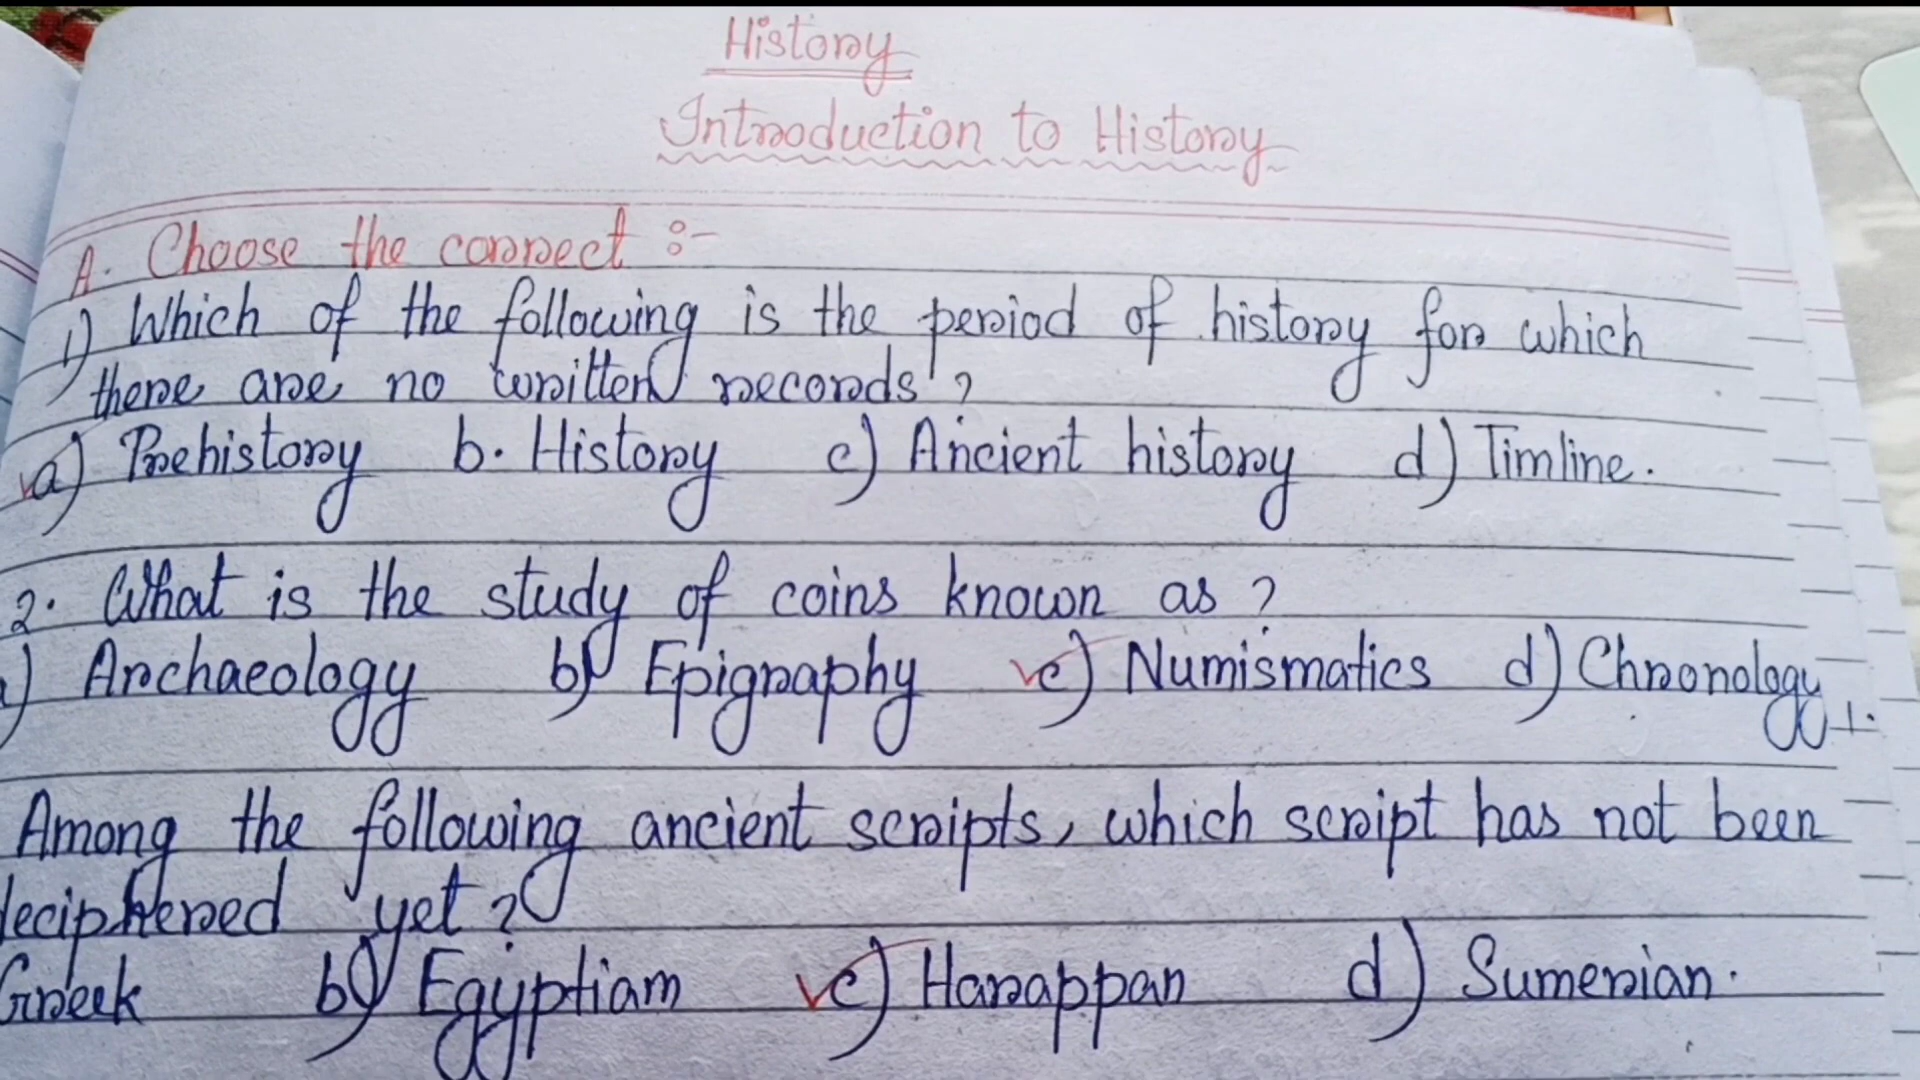 History
Introduction to History
A. Choose the correct :-
1) Which of the following is the period of history for which
there are no written records ?
a) Prehistory b. History c) Ancient history d) Timline.
2. What is the study of coins known as ?
) Archaeology b) Epigraphy c) Numismatics d) Chronology
Among the following ancient scripts, which script has not been
deciphered yet ?
Greek b) Egyptiam c) Harappan d) Sumerian.